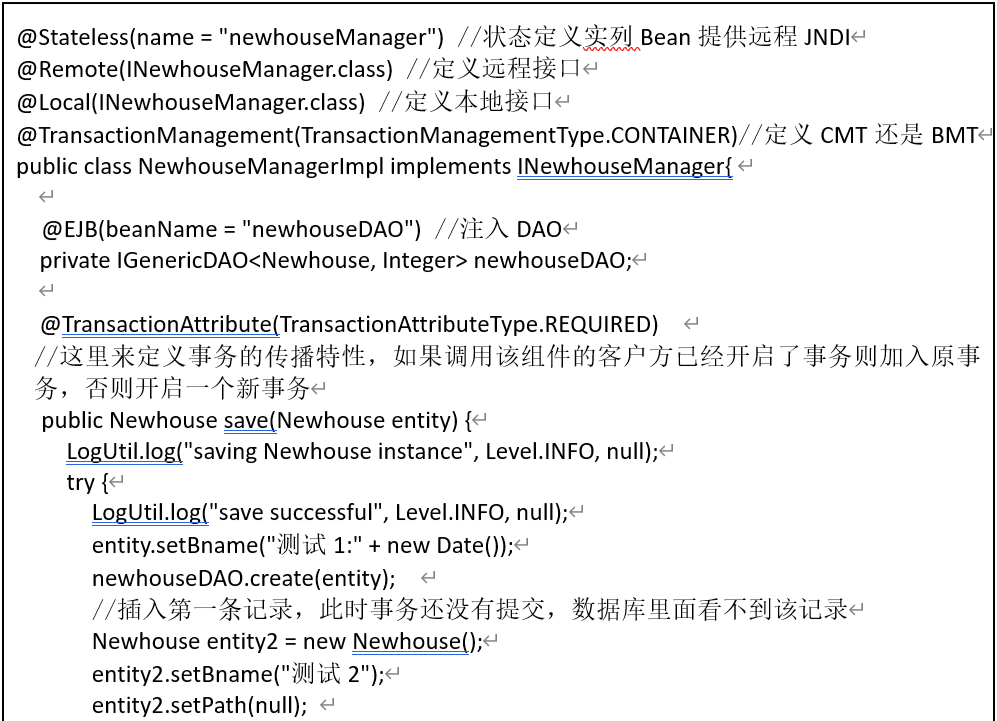 @Stateless(name = "newhouseManager")  //状态定义实列 Bean 提供远程 JNDI
@Remote(INewhouseManager.class)  //定义远程接口
@Local(INewhouseManager.class)  //定义本地接口
@TransactionManagement(TransactionManagementType.CONTAINER)//定义 CMT 还是 BMT
public class NewhouseManagerImpl implements INewhouseManager{
@EJB(beanName = "newhouseDAO")  //注入 DAO
private IGenericDAO<Newhouse, Integer> newhouseDAO;
@TransactionAttribute(TransactionAttributeType.REQUIRED)
//这里来定义事务的传播特性，如果调用该组件的客户方已经开启了事务则加入原事
务，否则开启一个新事务
public Newhouse save(Newhouse entity) {
LogUtil.log("saving Newhouse instance", Level.INFO, null);
try {
LogUtil.log("save successful", Level.INFO, null);
entity.setBname("测试 1:" + new Date());
newhouseDAO.create(entity);
//插入第一条记录，此时事务还没有提交，数据库里面看不到该记录
Newhouse entity2 = new Newhouse();
entity2.setBname("测试 2");
entity2.setPath(null);